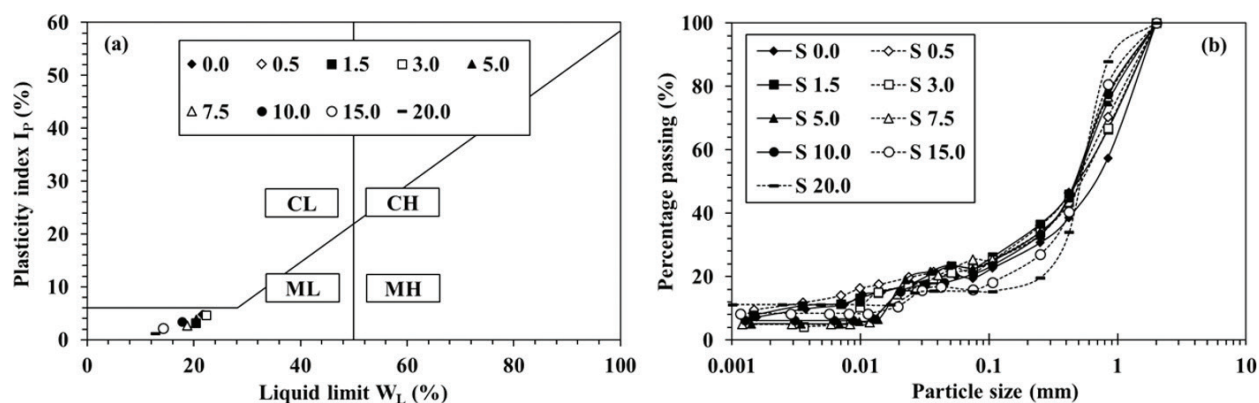 (a)
0.0 0.5 1.5 3.0 5.0
7.5 10.0 15.0 20.0
CL CH
ML MH
Plasticity index I_P (%)
60
50
40
30
20
10
0
0 20 40 60 80 100
Liquid limit W_L (%)
(b)
S 0.0 S 0.5
S 1.5 S 3.0
S 5.0 S 7.5
S 10.0 S 15.0
S 20.0
Percentage passing (%)
100
80
60
40
20
0
0.001 0.01 0.1 1 10
Particle size (mm)